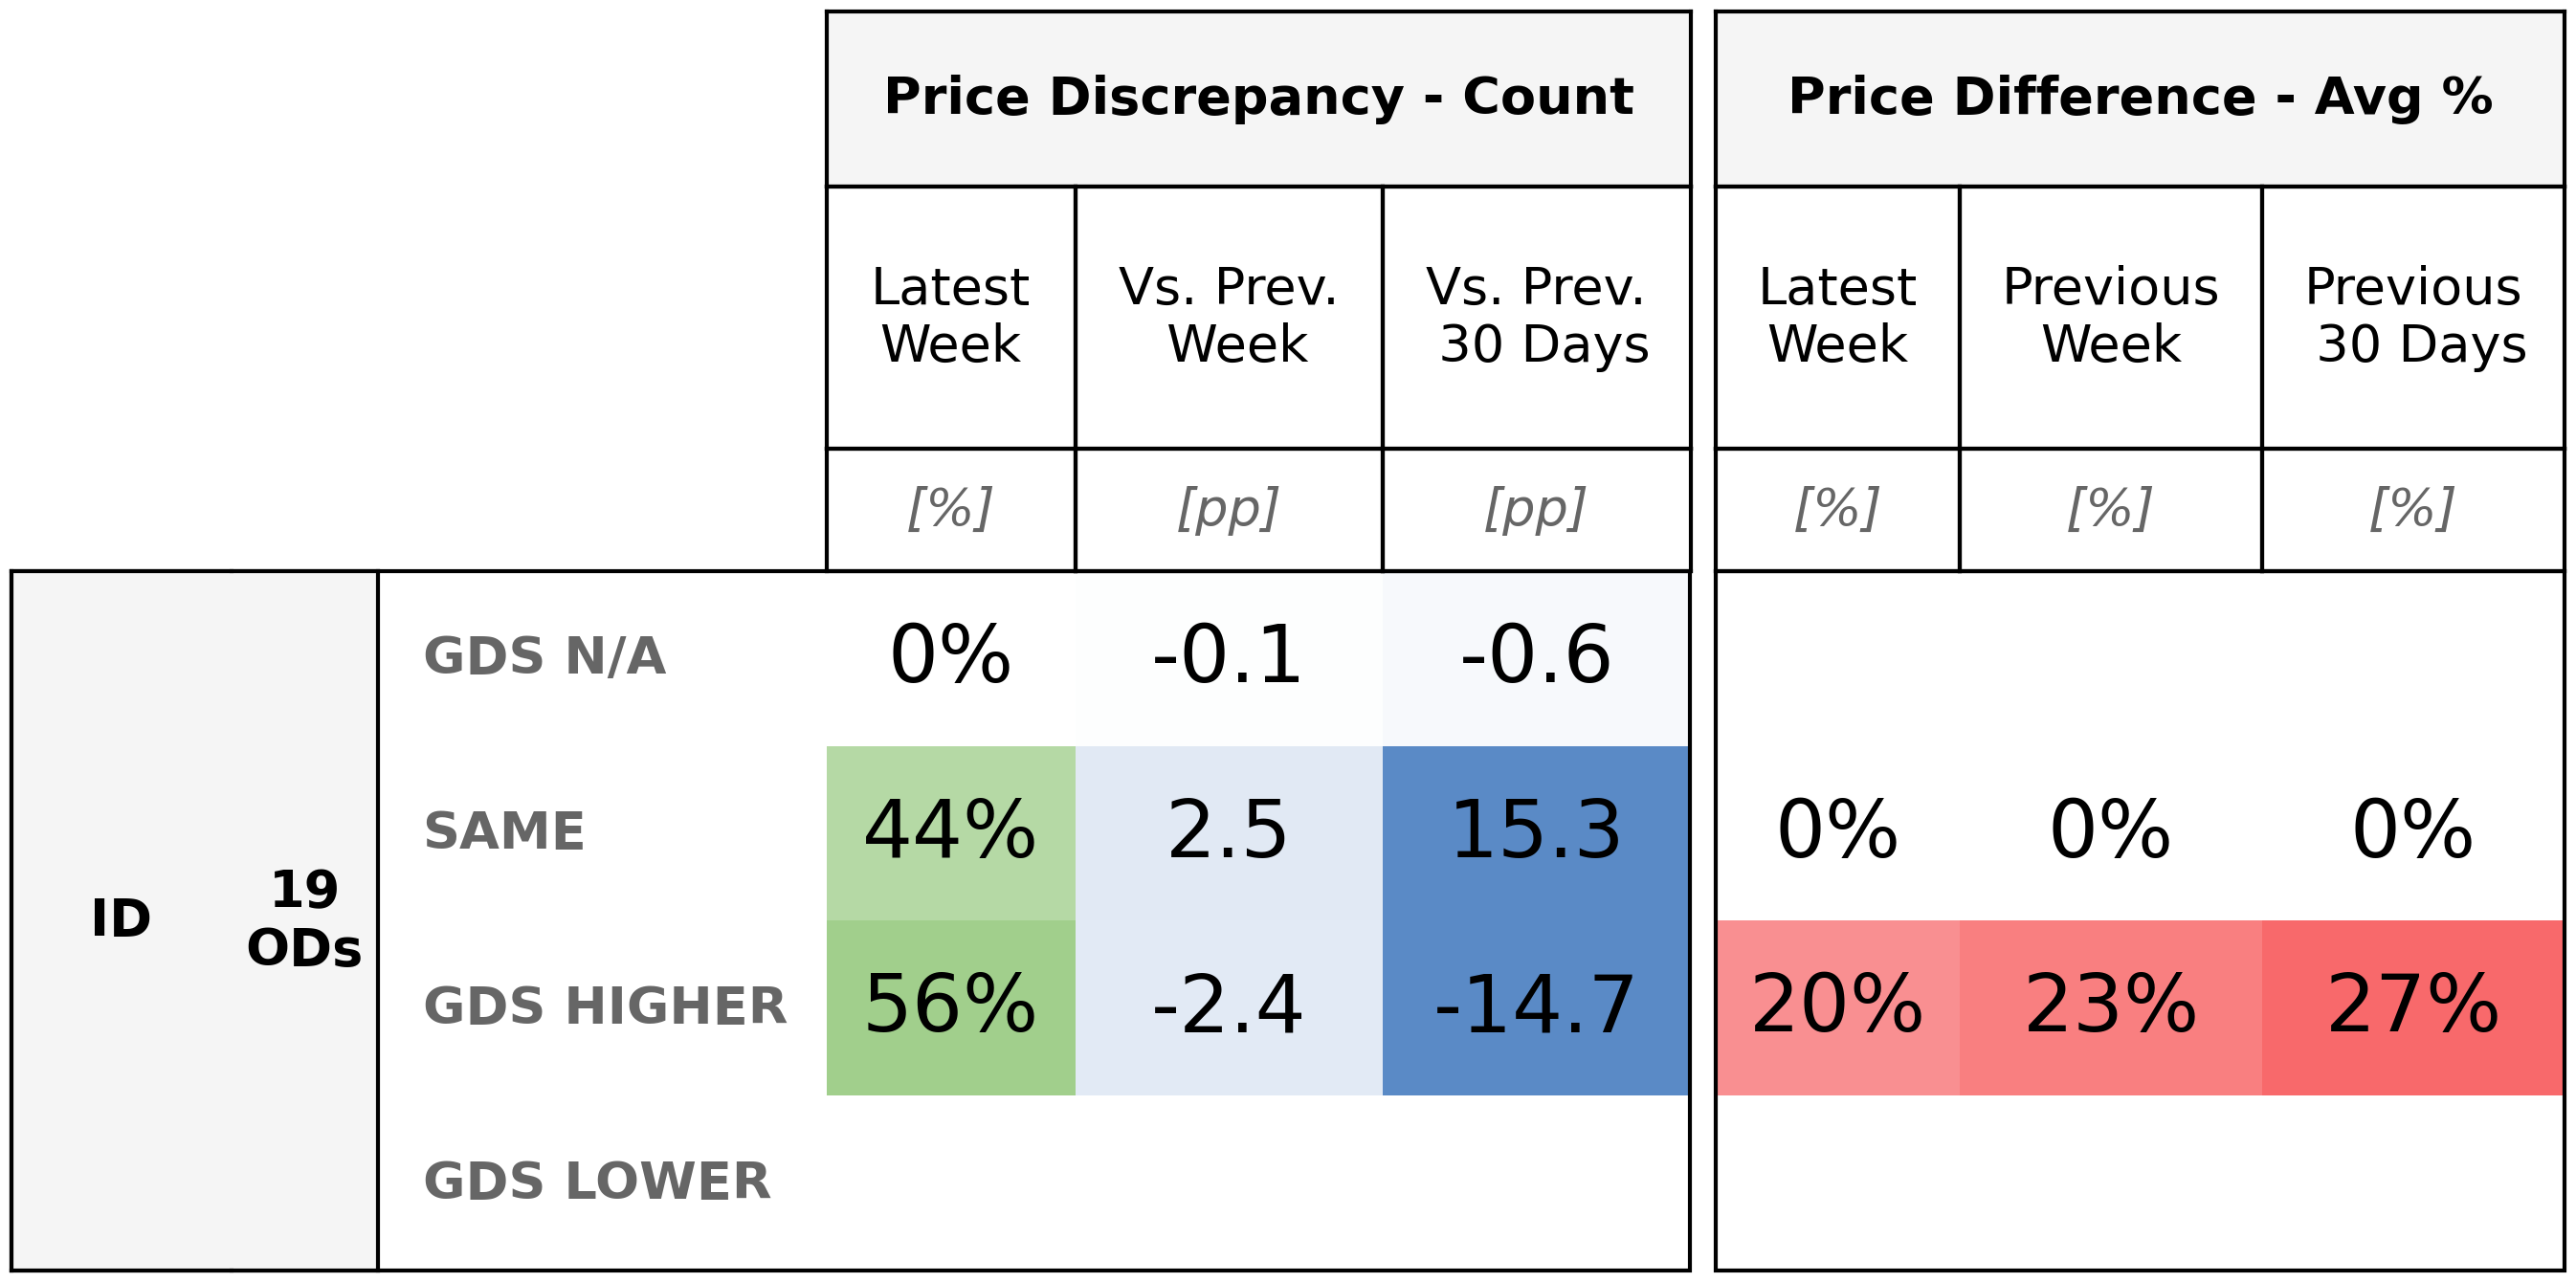 Price Discrepancy - Count
Price Difference - Avg %
Latest Week
Vs. Prev. Week
Vs. Prev. 30 Days
Latest Week
Previous Week
Previous 30 Days
[%] [pp] [pp] [%] [%] [%]
ID
19 ODs
GDS N/A 0% -0.1 -0.6
SAME 44% 2.5 15.3 0% 0% 0%
GDS HIGHER 56% -2.4 -14.7 20% 23% 27%
GDS LOWER